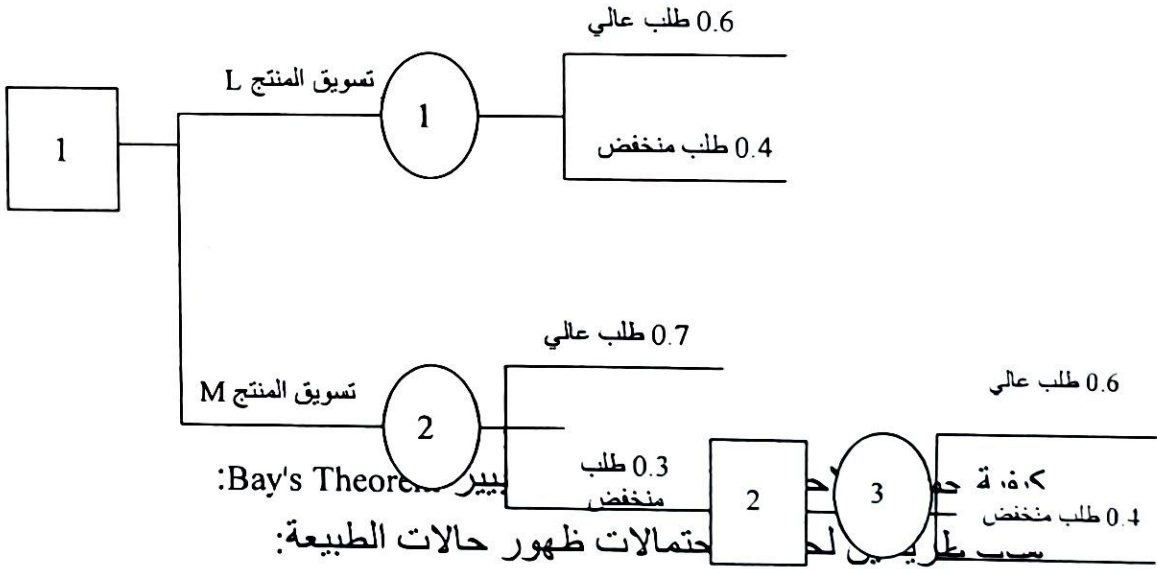 0.6 طلب عالي
تسويق المنتج L
1
1
0.4 طلب منخفض
0.7 طلب عالي
0.6 طلب عالي
تسويق المنتج M
2
0.3 طلب
منخفض
2
3
0.4 طلب منخفض
Bay's Theorem:
ظهور حالات الطبيعة: